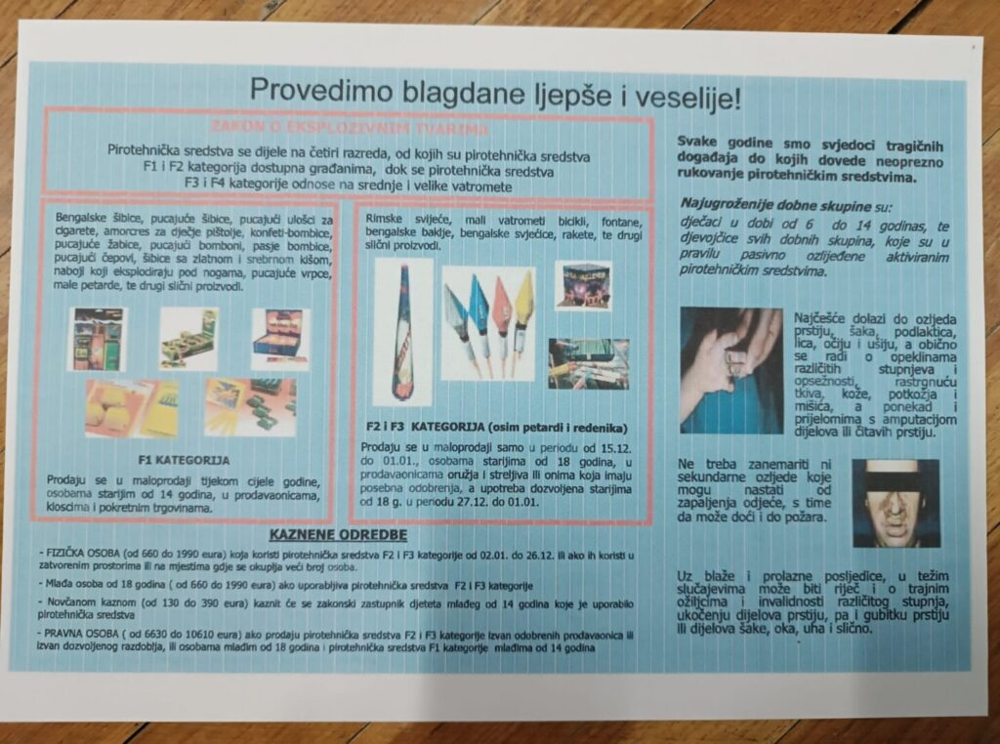 Provedimo blagdane ljepše i veselije!
ZAKON O EKSPLOZIVNIM TVARIMA
Pirotehnička sredstva se dijele na četiri razreda, od kojih su pirotehnička sredstva
F1 i F2 kategorija dostupna građanima, dok se pirotehnička sredstva
F3 i F4 kategorije odnose na srednje i velike vatromete
Bengalske šibice, pucajuće šibice, pucajući ulošci za
cigarete, amorces za dječje pištolje, konfeti-bombice,
pucajuće žabice, pucajući bomboni, pasje bombice,
pucajući čepovi, šibice sa zlatnom i srebrnom kišom,
naboji koji eksplodiraju pod nogama, pucajuće vrpce,
male petarde, te drugi slični proizvodi.
F1 KATEGORIJA
Prodaju se u maloprodaji tijekom cijele godine,
osobama starijim od 14 godina, u prodavaonicama,
kioscima i pokretnim trgovinama.
Rimske svijeće, mali vatrometi bicikli, fontane,
bengalske baklje, bengalske svjećice, rakete, te drugi
slični proizvodi.
F2 i F3 KATEGORIJA (osim petardi i redenika)
Prodaju se u maloprodaji samo u periodu od 15.12.
do 01.01., osobama starijima od 18 godina, u
prodavaonicama oružja i streljiva ili onima koja imaju
posebna odobrenja, a upotreba dozvoljena starijima
od 18 g. u periodu 27.12. do 01.01.
KAZNENE ODREDBE
- FIZIČKA OSOBA (od 660 do 1990 eura) koja koristi pirotehnička sredstva F2 i F3 kategorije od 02.01. do 26.12. Ili ako ih koristi u
zatvorenim prostorima ili na mjestima gdje se okuplja veći broj osoba.
- Mlađa osoba od 18 godina ( od 660 do 1990 eura) ako uporabljiva pirotehnička sredstva F2 i F3 kategorije
- Novčanom kaznom (od 130 do 390 eura) kaznit će se zakonski zastupnik djeteta mlađeg od 14 godina koje je uporabilo
pirotehnička sredstva
- PRAVNA OSOBA ( od 6630 do 10610 eura) ako prodaju pirotehnička sredstva F2 i F3 kategorije izvan odobrenih prodavaonica ili
izvan dozvoljenog razdoblja, ili osobama mlađim od 18 godina i pirotehnička sredstva F1 kategorije mlađima od 14 godina
Svake godine smo svjedoci tragičnih
događaja do kojih dovede neoprezno
rukovanje pirotehničkim sredstvima.
Najugroženije dobne skupine su:
dječaci u dobi od 6 do 14 godinas, te
djevojčice svih dobnih skupina, koje su u
pravilu pasivno ozlijeđene aktiviranim
pirotehničkim sredstvima.
Najčešće dolazi do ozljeda
prstiju, šaka, podlaktica,
lica, očiju i ušiju, a obično
se radi o opeklinama
različitih stupnjeva i
opsežnosti, rastrgnuću
tkiva, kože, potkožja i
mišića, a ponekad i
prijelomima s amputacijom
dijelova ili čitavih prstiju.
Ne treba zanemariti ni
sekundarne ozljede koje
mogu nastati od
zapaljenja odjeće, s time
da može doći i do požara.
Uz blaže i prolazne posljedice, u težim
slučajevima može biti riječ i o trajnim
ožiljcima i invalidnosti različitog stupnja,
ukočenju dijelova prstiju, pa i gubitku prstiju
ili dijelova šake, oka, uha i slično.